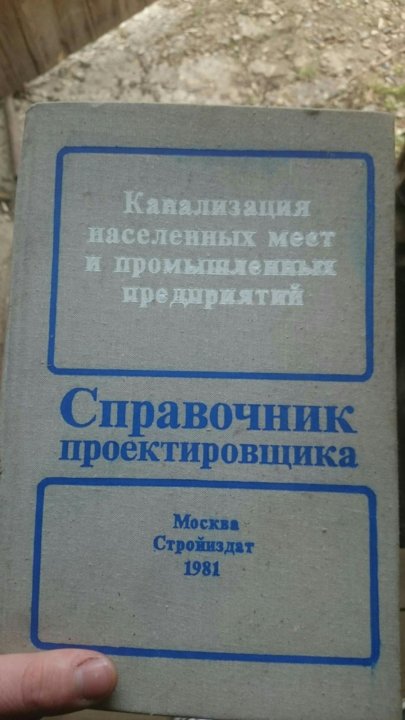 Канализация
населенных мест
и промышленных
предприятий
Справочник
проектировщика
Москва
Стройиздат
1981